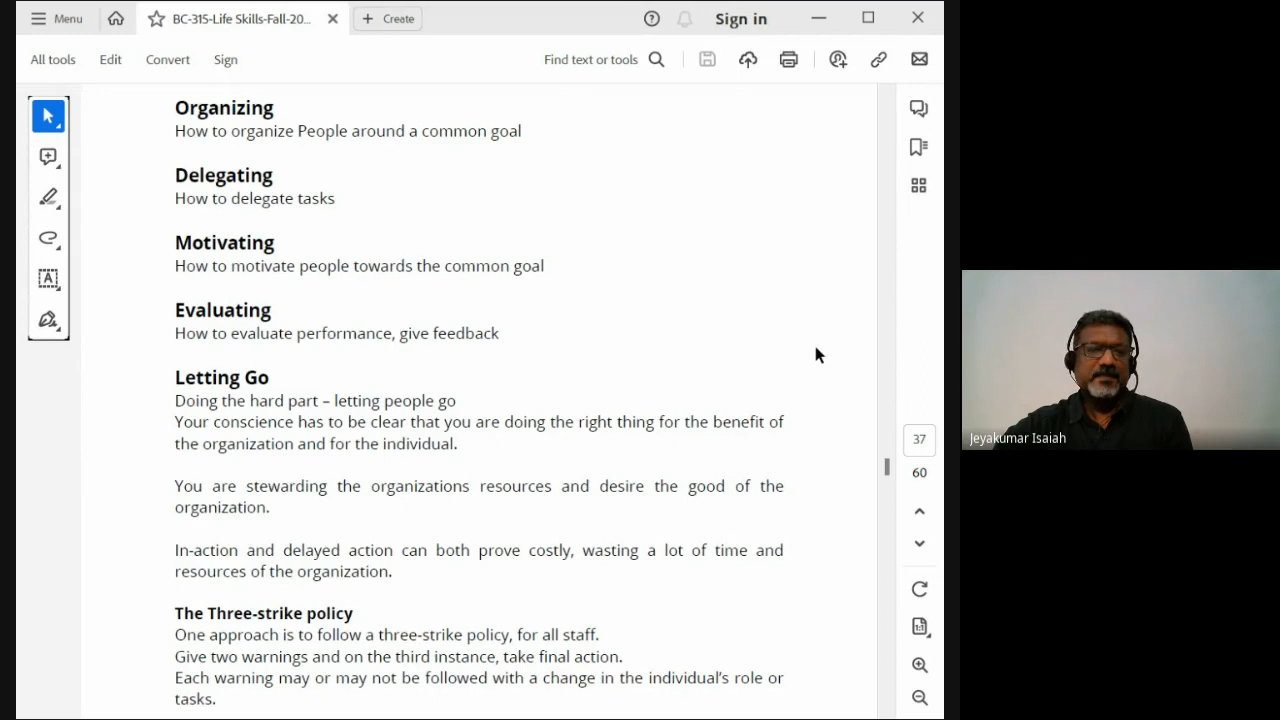 Menu
BC-315-Life Skills-Fall-20...
Create
Sign in
All tools
Edit
Convert
Sign
Find text or tools
Organizing
How to organize People around a common goal
Delegating
How to delegate tasks
Motivating
How to motivate people towards the common goal
Evaluating
How to evaluate performance, give feedback
Letting Go
Doing the hard part – letting people go
Your conscience has to be clear that you are doing the right thing for the benefit of
the organization and for the individual.
You are stewarding the organizations resources and desire the good of the
organization.
In-action and delayed action can both prove costly, wasting a lot of time and
resources of the organization.
The Three-strike policy
One approach is to follow a three-strike policy, for all staff.
Give two warnings and on the third instance, take final action.
Each warning may or may not be followed with a change in the individual's role or
tasks.
37
60
Jeyakumar Isaiah